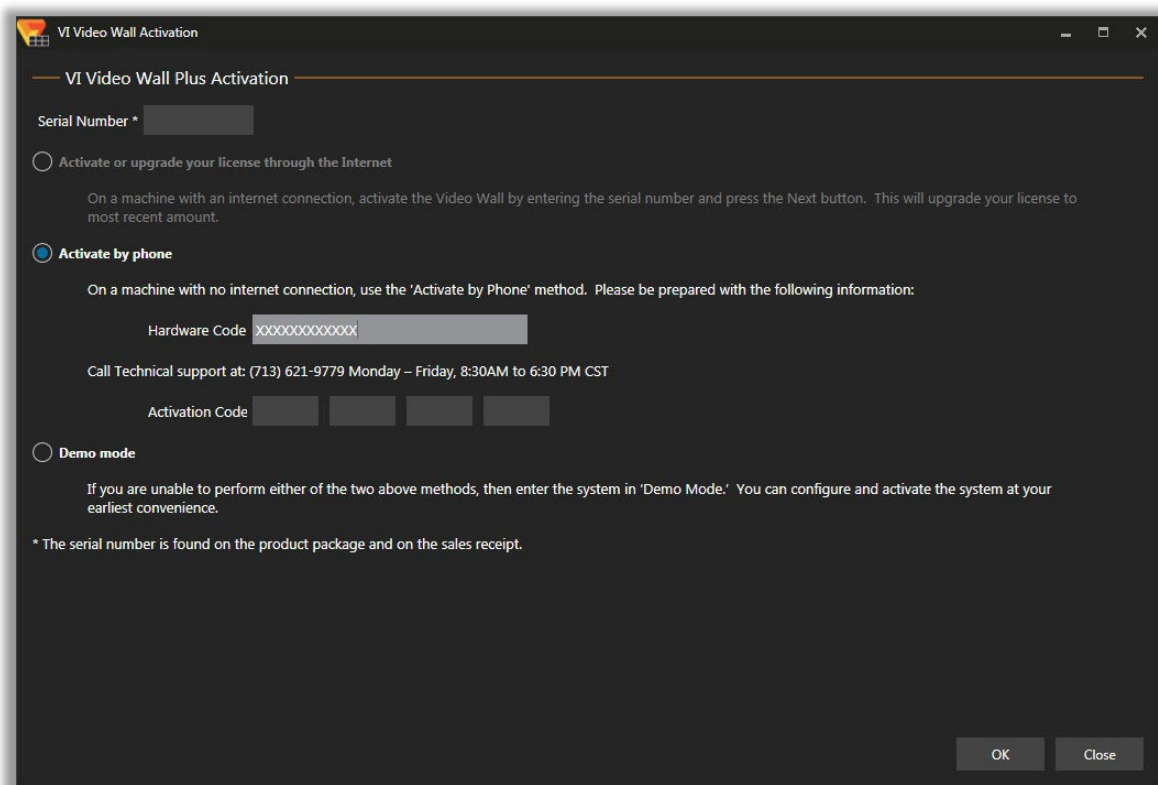 VI Video Wall Activation
VI Video Wall Plus Activation
Serial Number *
Activate or upgrade your license through the Internet
On a machine with an internet connection, activate the Video Wall by entering the serial number and press the Next button.  This will upgrade your license to
most recent amount.
Activate by phone
On a machine with no internet connection, use the 'Activate by Phone' method.  Please be prepared with the following information:
Hardware Code XXXXXXXXXXXX
Call Technical support at: (713) 621-9779 Monday – Friday, 8:30AM to 6:30 PM CST
Activation Code
Demo mode
If you are unable to perform either of the two above methods, then enter the system in 'Demo Mode.'  You can configure and activate the system at your
earliest convenience.
* The serial number is found on the product package and on the sales receipt.
OK Close